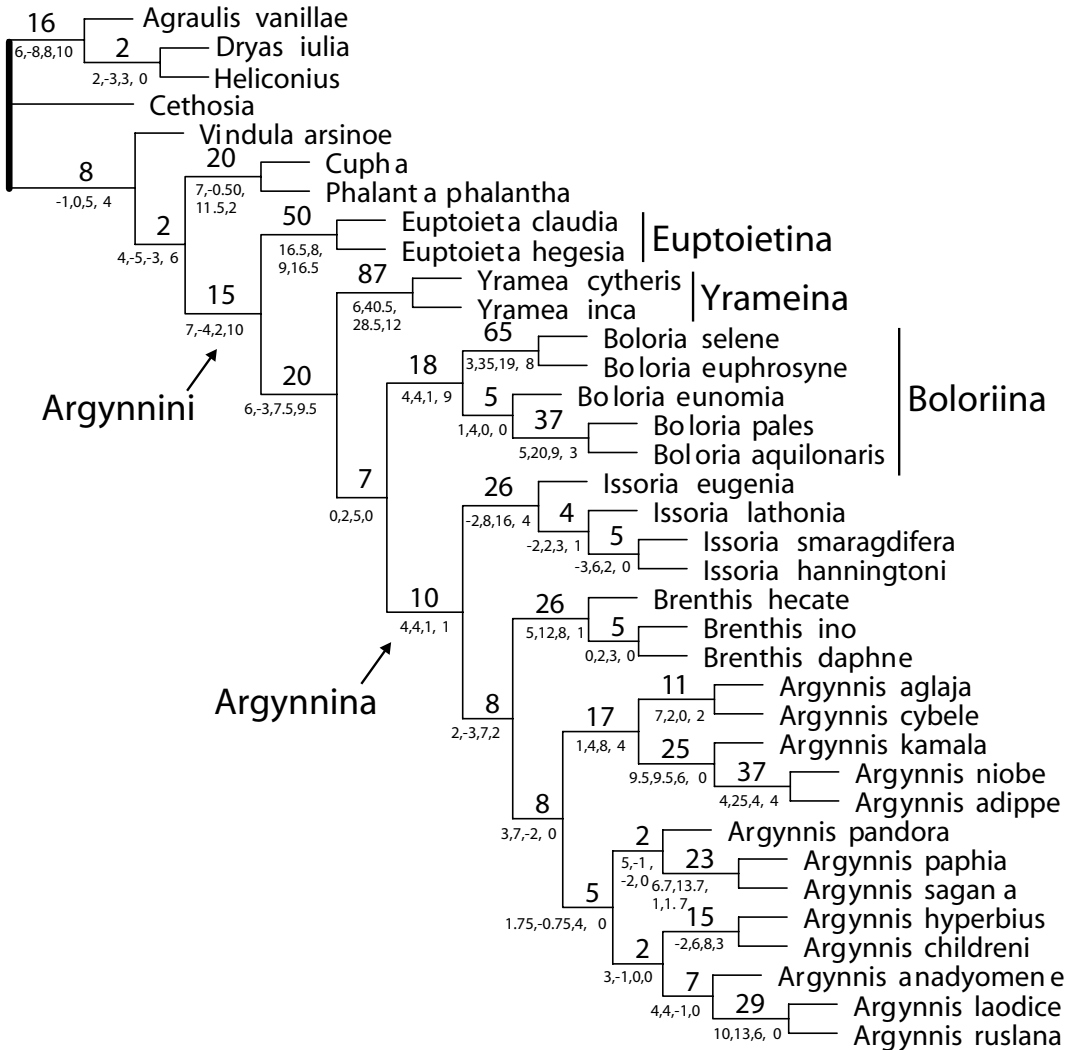 16
6,-8,8,10
Agraulis vanillae
2
2,-3,3, 0
Dryas iulia
Heliconius
Cethosia
8
-1,0,5, 4
Vindula arsinoe
20
7,-0.50,
11.5,2
Cupha
Phalanta phalantha
2
4,-5,-3, 6
50
16.5,8,
9,16.5
Euptoieta claudia
Euptoieta hegesia
Euptoietina
15
7,-4,2,10
Argynnini
87
6,40.5,
28.5,12
Yramea cytheris
Yramea inca
Yrameina
20
6,-3,7.5,9.5
65
3,35,19, 8
Boloria selene
Boloria euphrosyne
18
4,4,1, 9
5
1,4,0, 0
Boloria eunomia
37
5,20,9, 3
Boloria pales
Boloria aquilonaris
Boloriina
7
0,2,5,0
26
-2,8,16, 4
Issoria eugenia
4
-2,2,3, 1
Issoria lathonia
5
-3,6,2, 0
Issoria smaragdifera
Issoria hanningtoni
10
4,4,1, 1
Argynnina
26
5,12,8, 1
Brenthis hecate
5
0,2,3, 0
Brenthis ino
Brenthis daphne
8
2,-3,7,2
11
7,2,0, 2
Argynnis aglaja
Argynnis cybele
17
1,4,8, 4
25
9.5,9.5,6, 0
Argynnis kamala
37
4,25,4, 4
Argynnis niobe
Argynnis adippe
8
3,7,-2, 0
2
5,-1,
-2,0
Argynnis pandora
23
6.7,13.7,
1,1.7
Argynnis paphia
Argynnis sagana
5
1.75,-0.75,4, 0
15
-2,6,8,3
Argynnis hyperbius
Argynnis childreni
2
3,-1,0,0
7
4,4,-1,0
Argynnis anadyomene
29
10,13,6, 0
Argynnis laodice
Argynnis ruslana